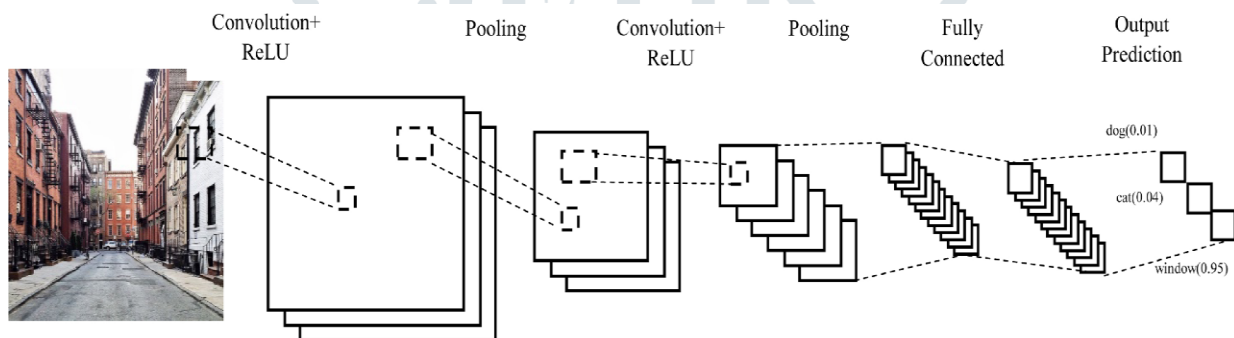 Convolution+
ReLU
Pooling
Convolution+
ReLU
Pooling
Fully
Connected
Output
Prediction
dog(0.01)
cat(0.04)
window(0.95)